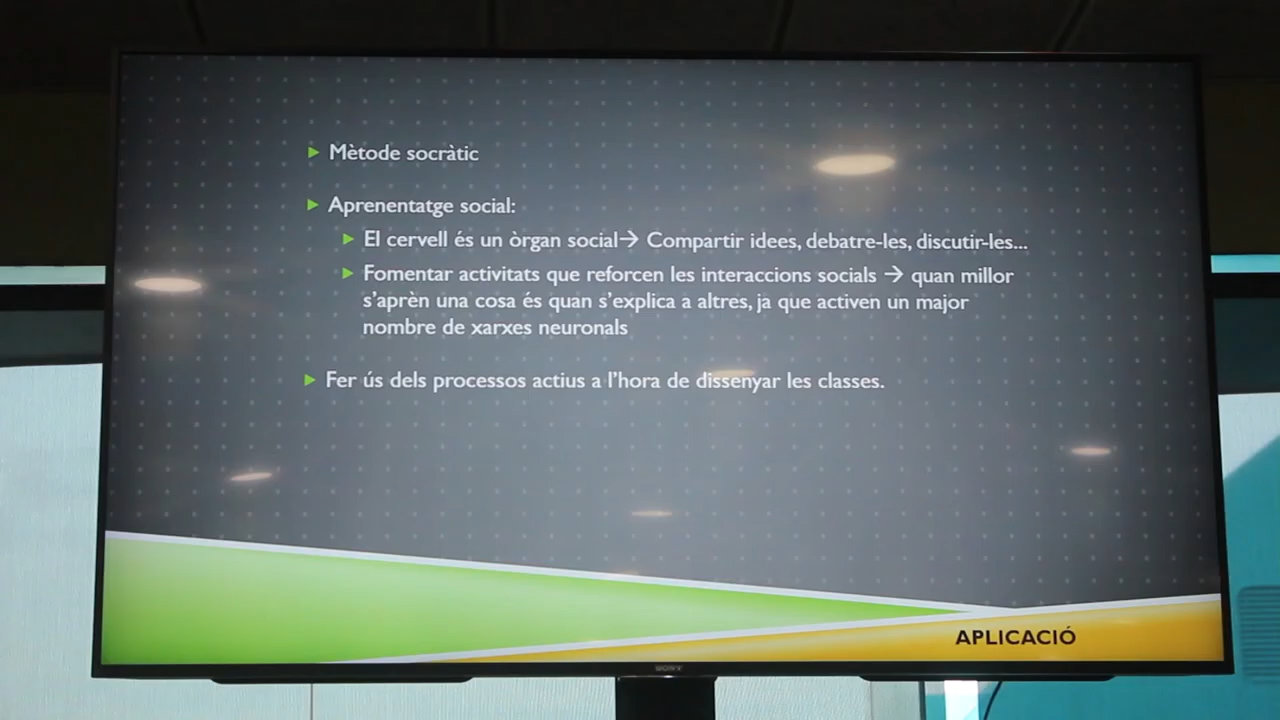 Mètode socràtic
Aprenentatge social:
El cervell és un òrgan social→ Compartir idees, debatre-les, discutir-les...
Fomentar activitats que reforcen les interaccions socials → quan millor
s'aprèn una cosa és quan s'explica a altres, ja que activen un major
nombre de xarxes neuronals
Fer ús dels processos actius a l'hora de dissenyar les classes.
APLICACIÓ
SONY